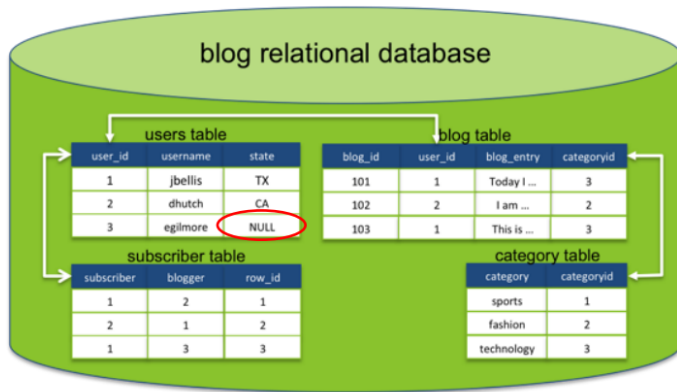 blog relational database
users table
user_id username state
1 jbellis TX
2 dhutch CA
3 egilmore NULL
blog table
blog_id user_id blog_entry categoryid
101 1 Today I ... 3
102 2 I am ... 2
103 1 This is ... 3
subscriber table
subscriber blogger row_id
1 2 1
2 1 2
1 3 3
category table
category categoryid
sports 1
fashion 2
technology 3